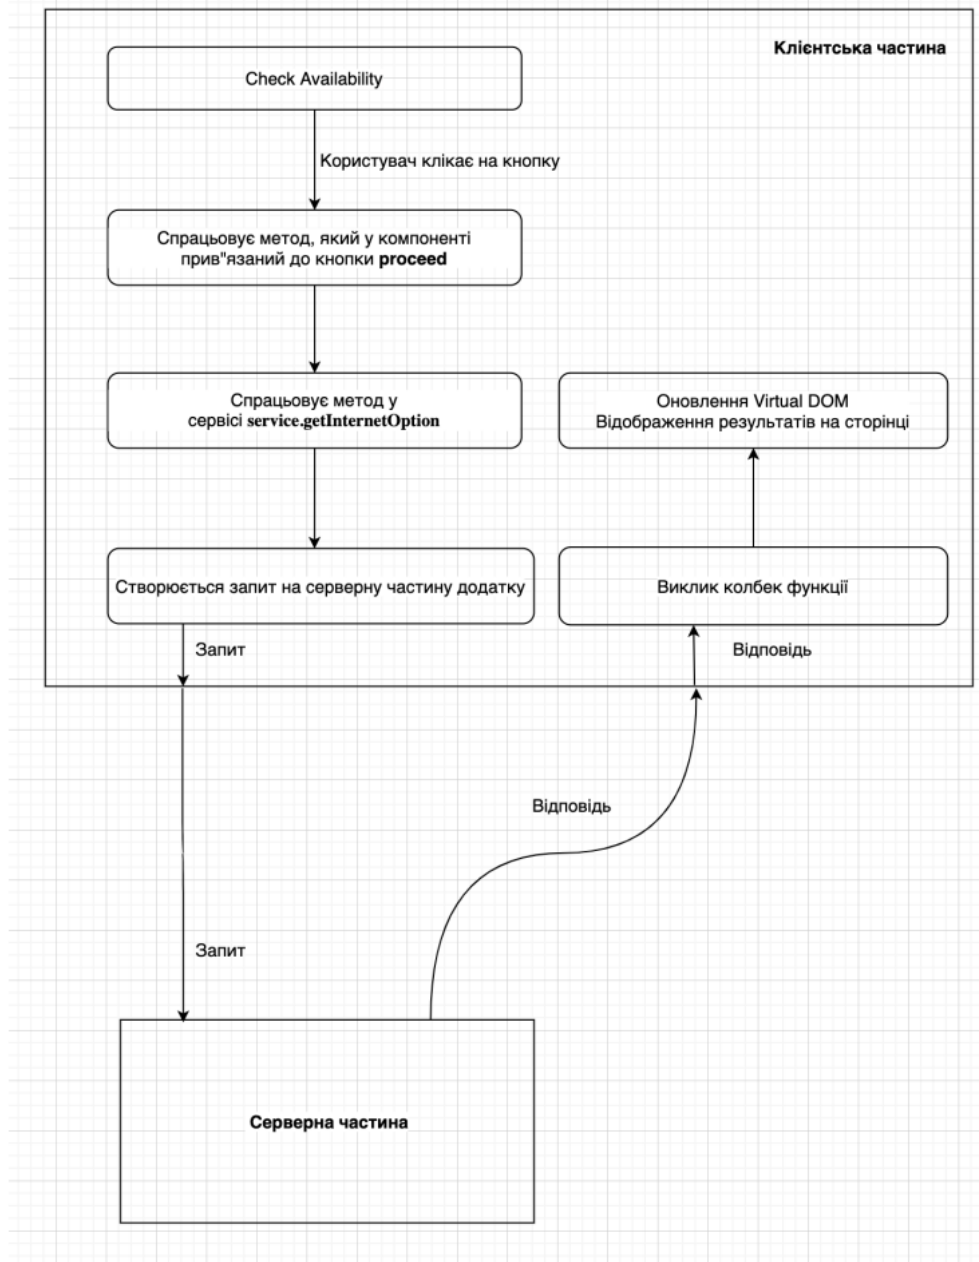 Клієнтська частина
Check Availability
Користувач клікає на кнопку
Спрацьовує метод, який у компоненті
прив"язаний до кнопки proceed
Спрацьовує метод у
сервісі service.getInternetOption
Оновлення Virtual DOM
Відображення результатів на сторінці
Створюється запит на серверну частину додатку
Виклик колбек функції
Запит
Відповідь
Відповідь
Запит
Серверна частина